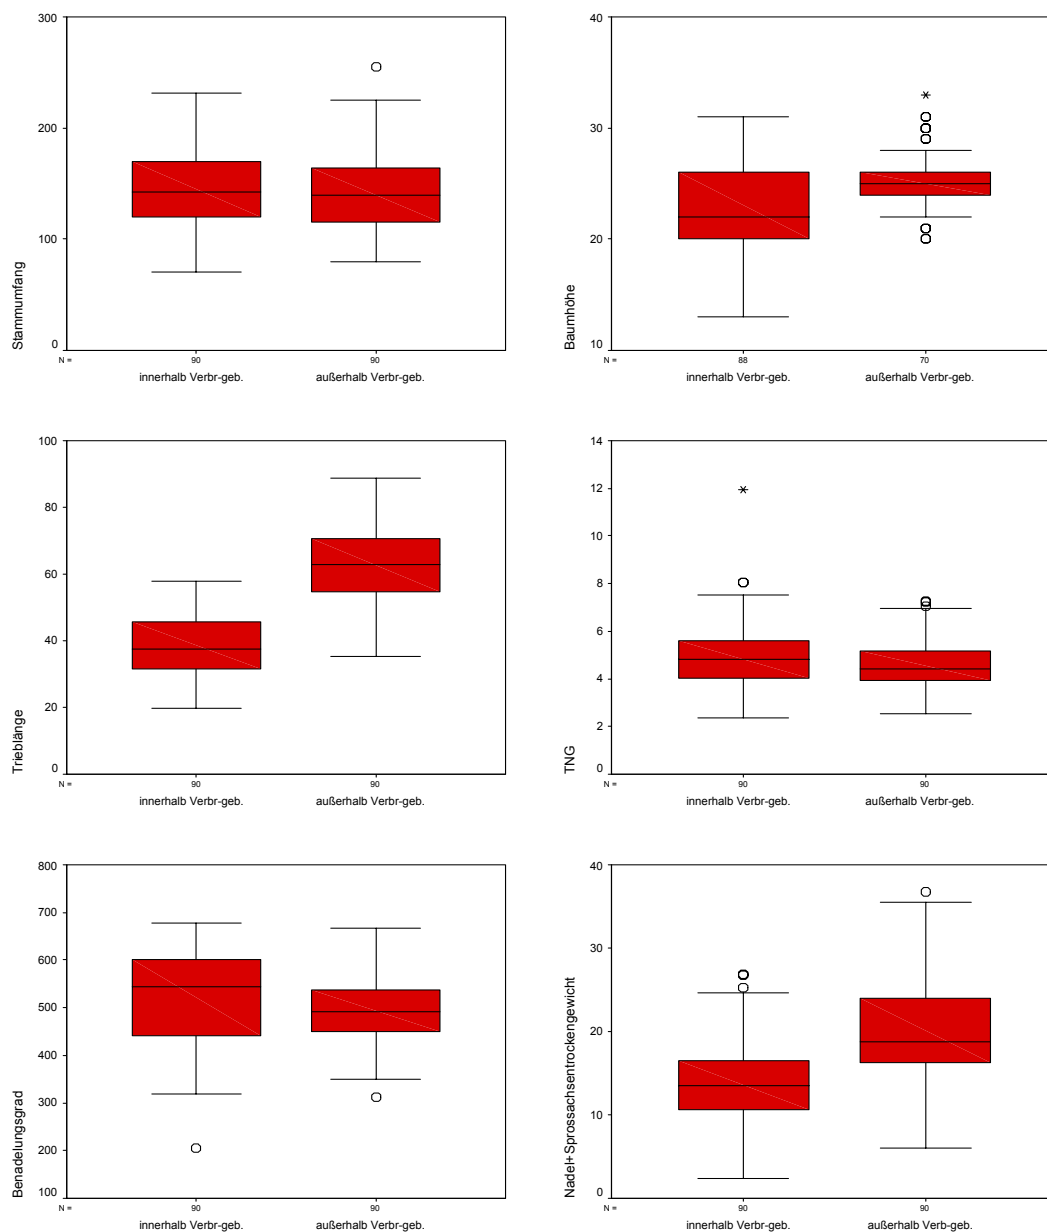 Stammumfang
300
200
100
0
N =
90
90
innerhalb Verbr-geb.
außerhalb Verbr-geb.
Baumhöhe
40
30
20
10
N =
88
70
innerhalb Verbr-geb.
außerhalb Verbr-geb.
Trieblänge
100
80
60
40
20
0
N =
90
90
innerhalb Verbr-geb.
außerhalb Verbr-geb.
TNG
14
12
10
8
6
4
2
0
N =
90
90
innerhalb Verbr-geb.
außerhalb Verbr-geb.
Benadelungsgrad
800
700
600
500
400
300
200
100
N =
90
90
innerhalb Verbr-geb.
außerhalb Verbr-geb.
Nadel+Sprossachsentrockengewicht
40
30
20
10
0
N =
90
90
innerhalb Verbr-geb.
außerhalb Verb-geb.